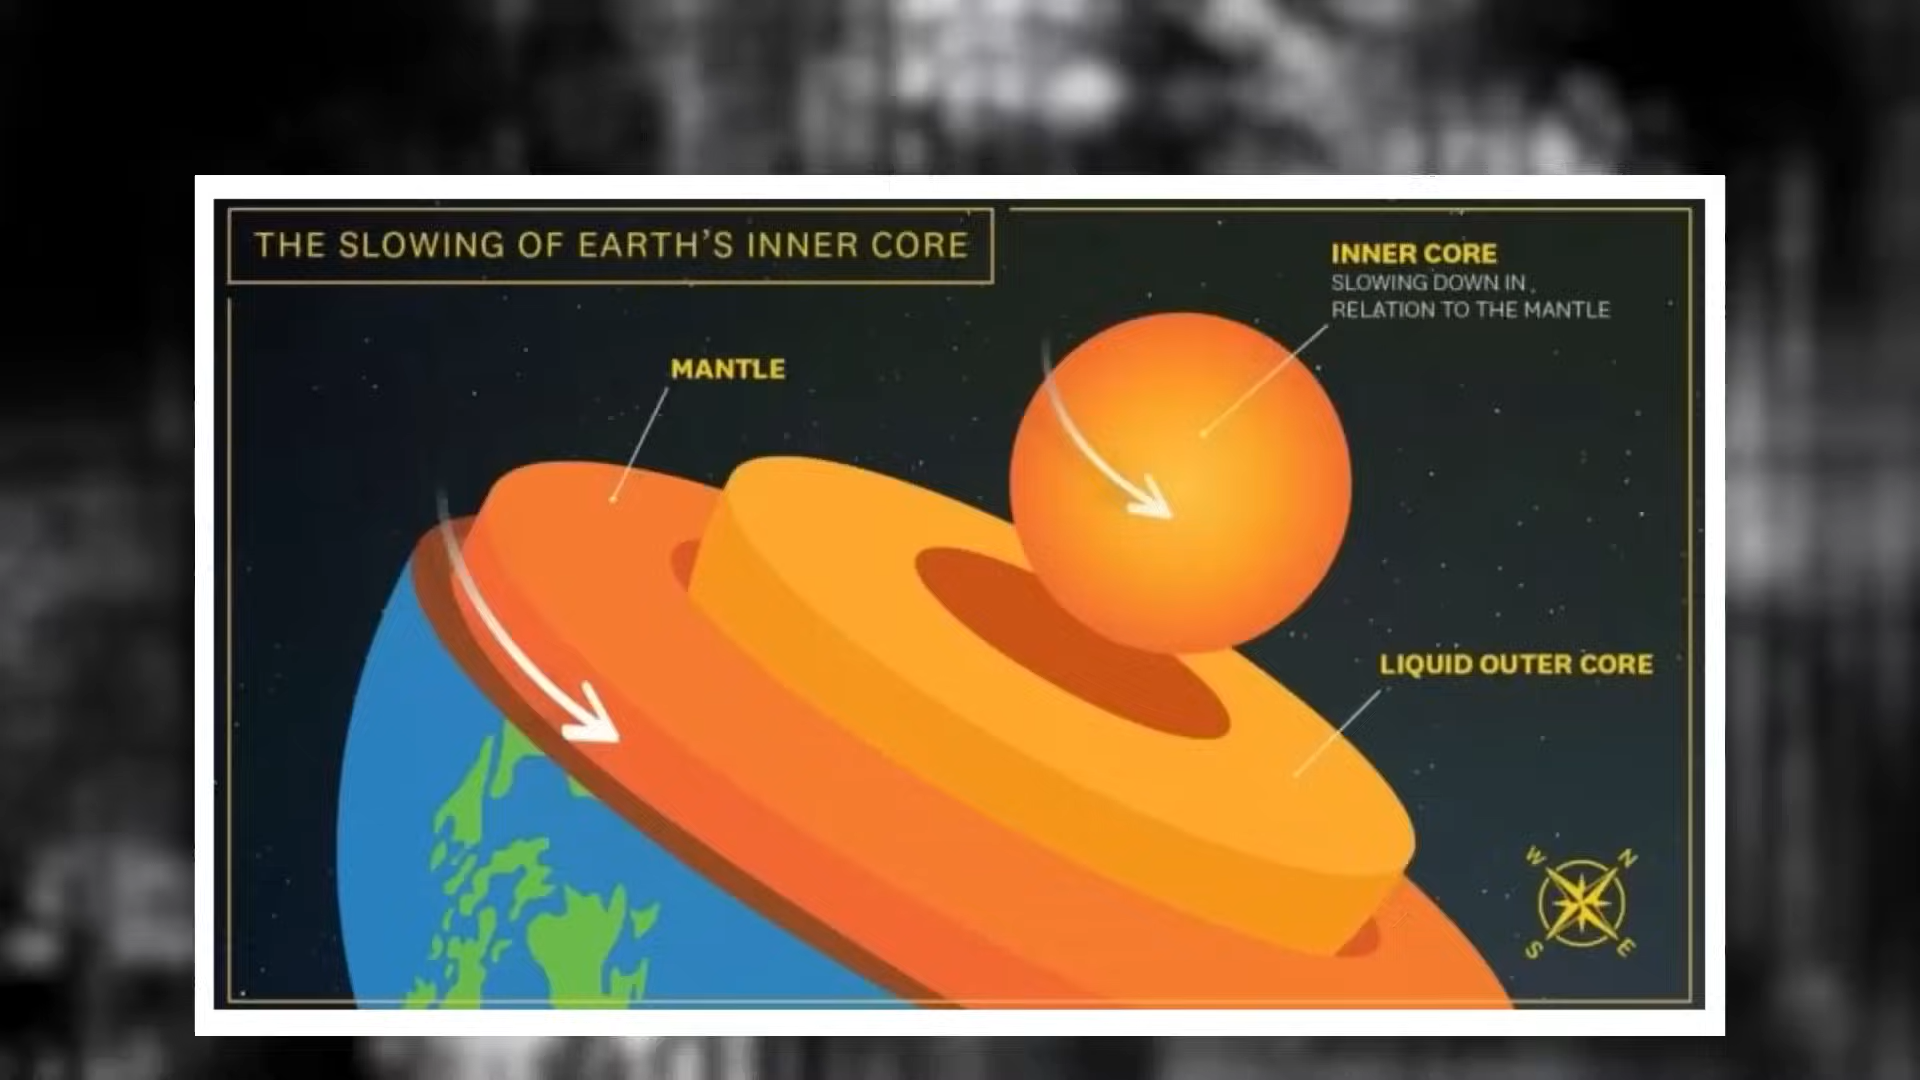 THE SLOWING OF EARTH'S INNER CORE
INNER CORE
SLOWING DOWN IN
RELATION TO THE MANTLE
MANTLE
LIQUID OUTER CORE
W N
S E